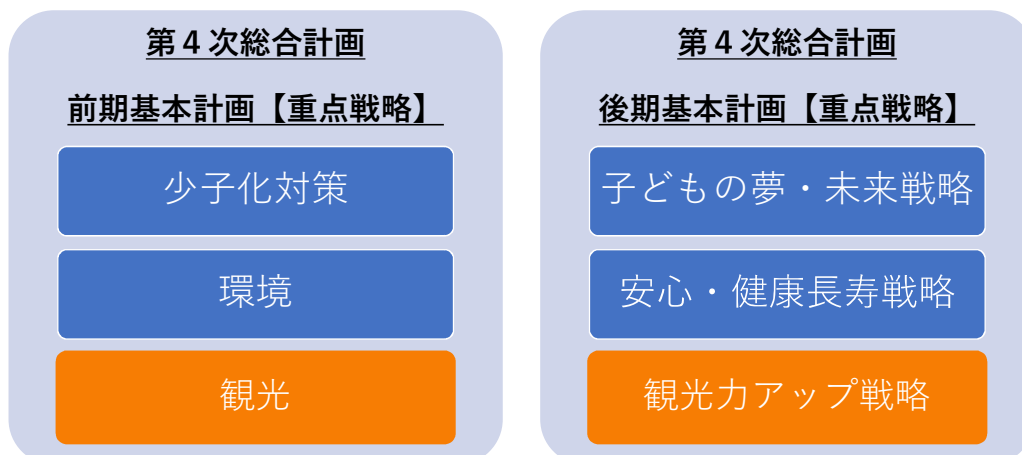 第４次総合計画
前期基本計画【重点戦略】
少子化対策
環境
観光
第４次総合計画
後期基本計画【重点戦略】
子どもの夢・未来戦略
安心・健康長寿戦略
観光力アップ戦略